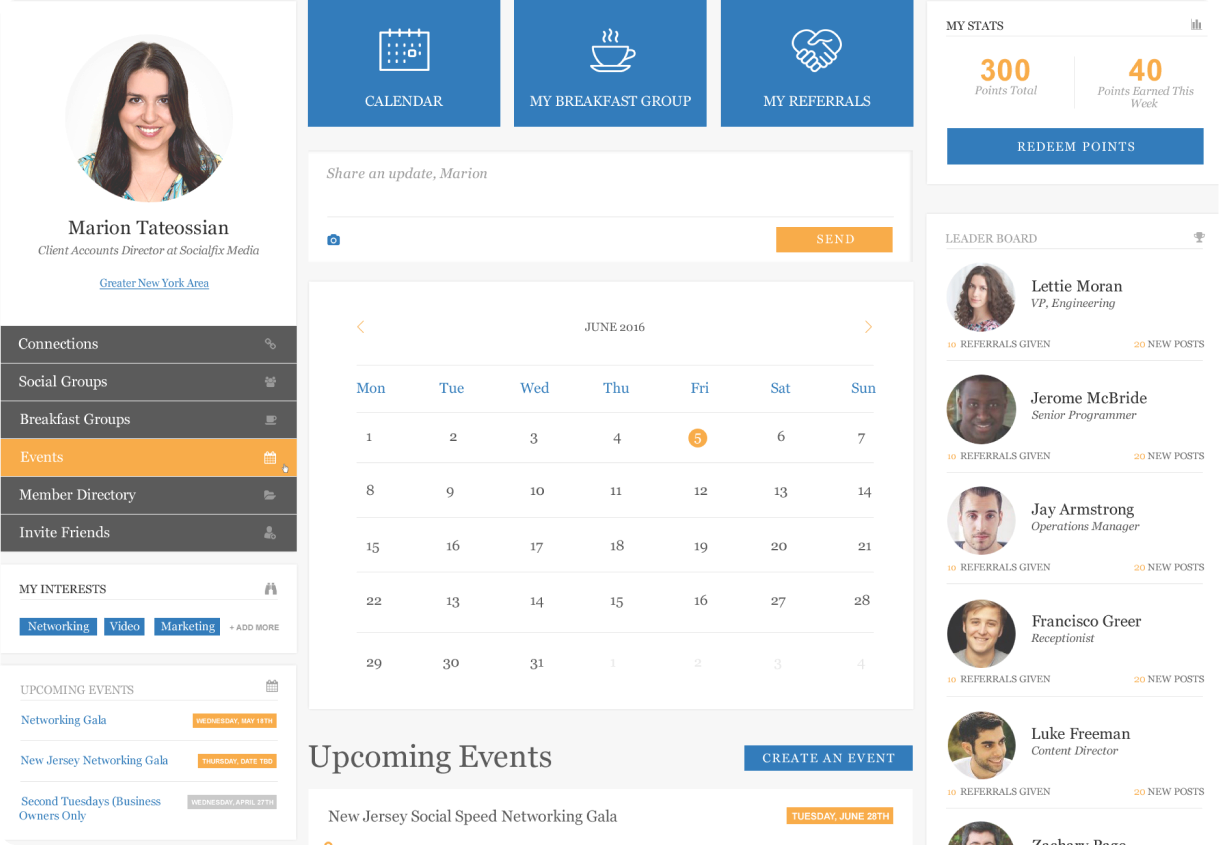 Marion Tateossian
Client Accounts Director at Socialfix Media
Greater New York Area
Connections
Social Groups
Breakfast Groups
Events
Member Directory
Invite Friends
MY INTERESTS
Networking Video Marketing + ADD MORE
UPCOMING EVENTS
Networking Gala WEDNESDAY, MAY 18TH
New Jersey Networking Gala THURSDAY, DATE TBD
Second Tuesdays (Business WEDNESDAY, APRIL 27TH
Owners Only
CALENDAR
MY BREAKFAST GROUP
MY REFERRALS
Share an update, Marion
SEND
JUNE 2016
Mon Tue Wed Thu Fri Sat Sun
1 2 3 4 5 6 7
8 9 10 11 12 13 14
15 16 17 18 19 20 21
22 13 14 15 16 27 28
29 30 31 1 2 3 4
Upcoming Events
CREATE AN EVENT
New Jersey Social Speed Networking Gala TUESDAY, JUNE 28TH
MY STATS
300 40
Points Total Points Earned This
Week
REDEEM POINTS
LEADER BOARD
Lettie Moran
VP, Engineering
10 REFERRALS GIVEN 20 NEW POSTS
Jerome McBride
Senior Programmer
10 REFERRALS GIVEN 20 NEW POSTS
Jay Armstrong
Operations Manager
10 REFERRALS GIVEN 20 NEW POSTS
Francisco Greer
Receptionist
10 REFERRALS GIVEN 20 NEW POSTS
Luke Freeman
Content Director
10 REFERRALS GIVEN 20 NEW POSTS
Zachary Page